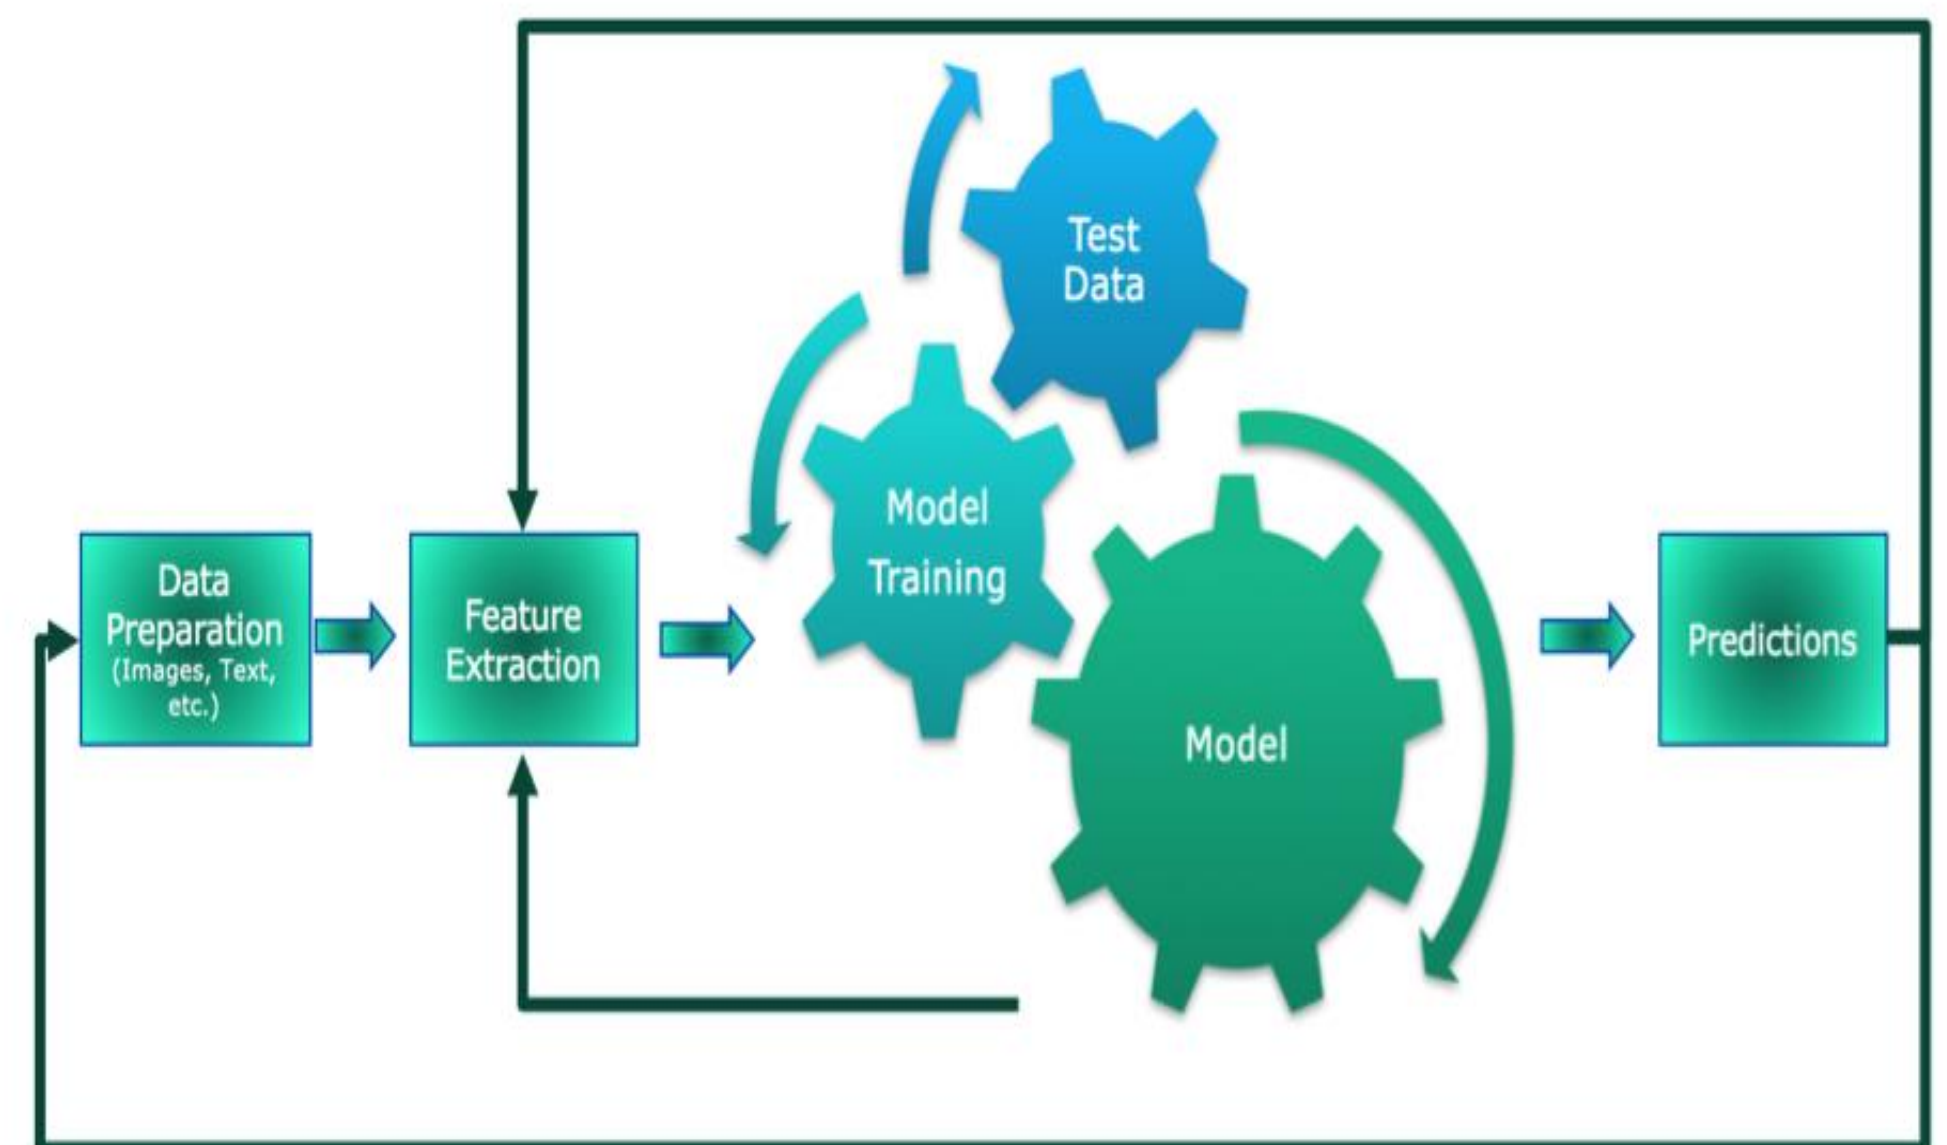 Data
Preparation
(Images, Text,
etc.)
Feature
Extraction
Test
Data
Model
Training
Model
Predictions